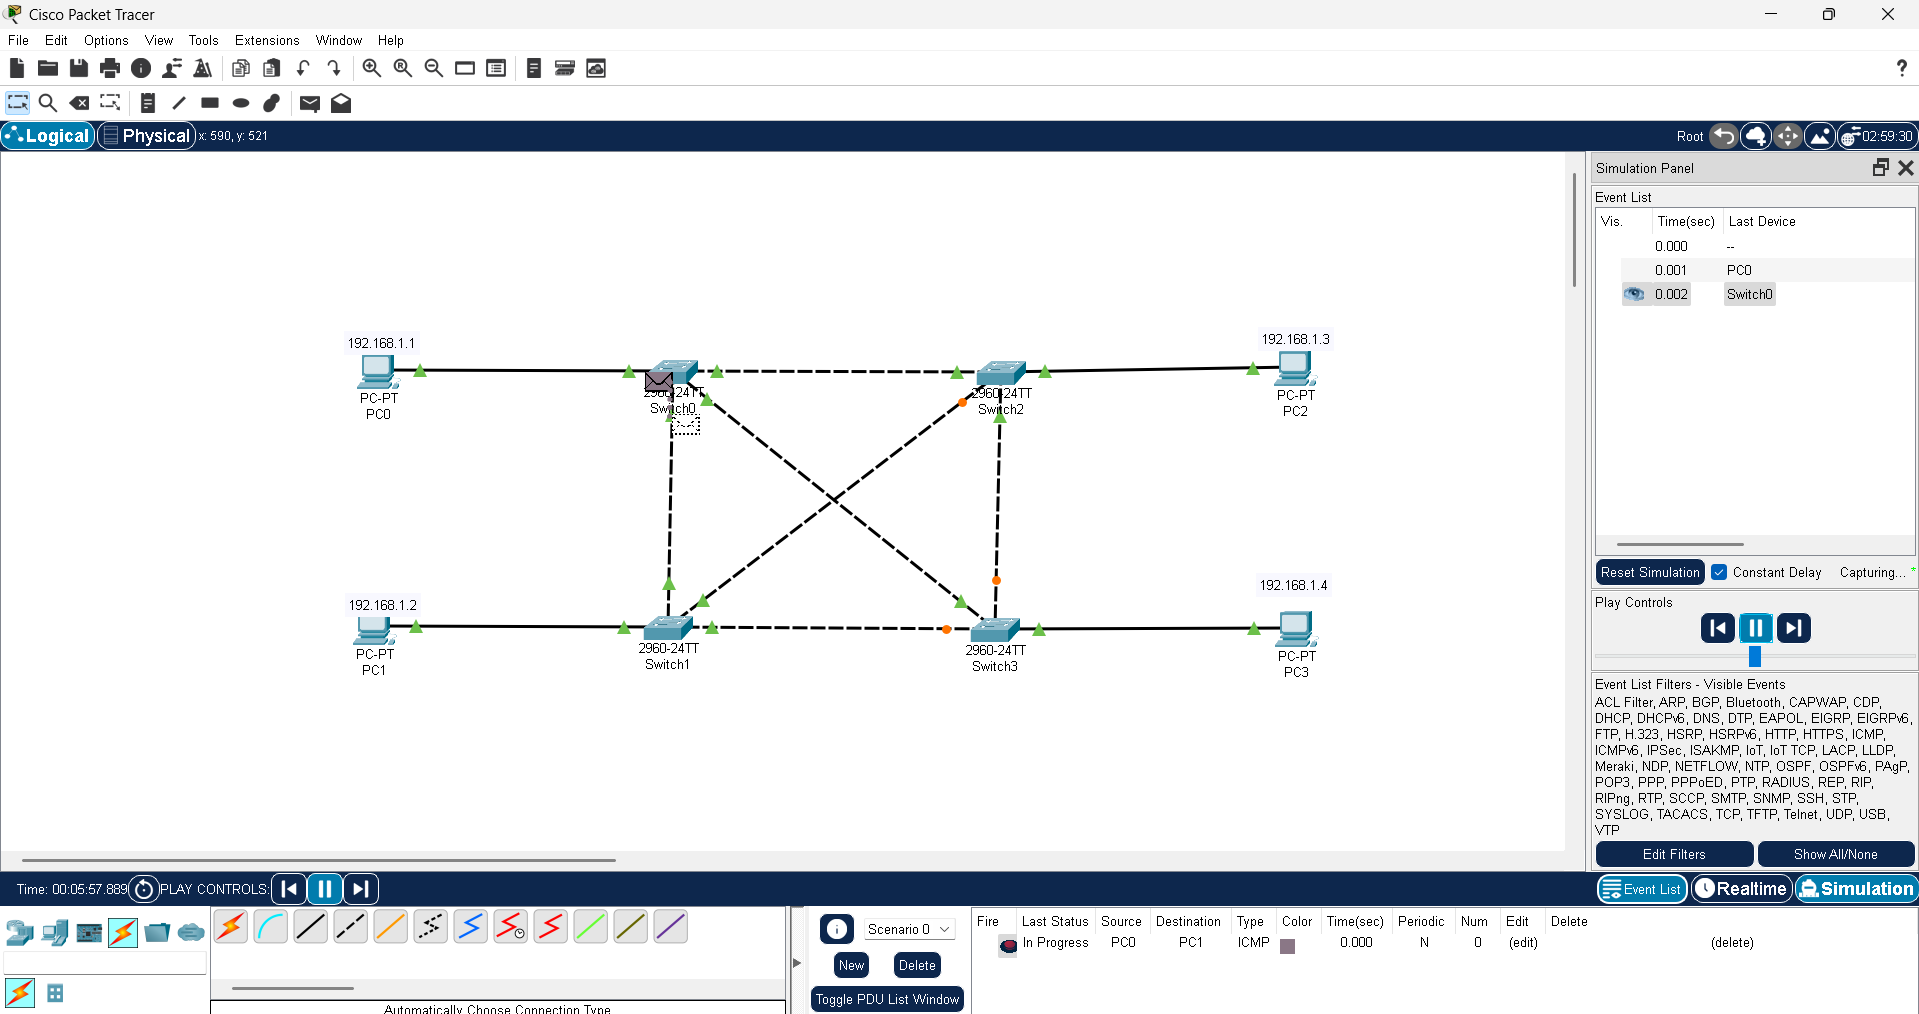 Cisco Packet Tracer
File Edit Options View Tools Extensions Window Help
?
Logical Physical x: 590, y: 521
Root 02:59:30
Simulation Panel
Event List
Vis. Time(sec) Last Device
0.000 --
0.001 PC0
0.002 Switch0
192.168.1.1
PC-PT
PC0
2960-24TT
Switch0
2960-24TT
Switch2
192.168.1.3
PC-PT
PC2
192.168.1.2
PC-PT
PC1
2960-24TT
Switch1
2960-24TT
Switch3
192.168.1.4
PC-PT
PC3
Reset Simulation Constant Delay Capturing... *
Play Controls
Event List Filters - Visible Events
ACL Filter, ARP, BGP, Bluetooth, CAPWAP, CDP,
DHCP, DHCPv6, DNS, DTP, EAPOL, EIGRP, EIGRPv6,
FTP, H.323, HSRP, HSRPv6, HTTP, HTTPS, ICMP,
ICMPv6, IPSec, ISAKMP, IoT, IoT TCP, LACP, LLDP,
Meraki, NDP, NETFLOW, NTP, OSPF, OSPFv6, PAgP,
POP3, PPP, PPPoED, PTP, RADIUS, REP, RIP,
RIPng, RTP, SCCP, SMTP, SNMP, SSH, STP,
SYSLOG, TACACS, TCP, TFTP, Telnet, UDP, USB,
VTP
Edit Filters Show All/None
Time: 00:05:57.889 PLAY CONTROLS:
Event List Realtime Simulation
Automatically Choose Connection Type
Scenario 0
New Delete
Toggle PDU List Window
Fire Last Status Source Destination Type Color Time(sec) Periodic Num Edit Delete
In Progress PC0 PC1 ICMP 0.000 N 0 (edit) (delete)